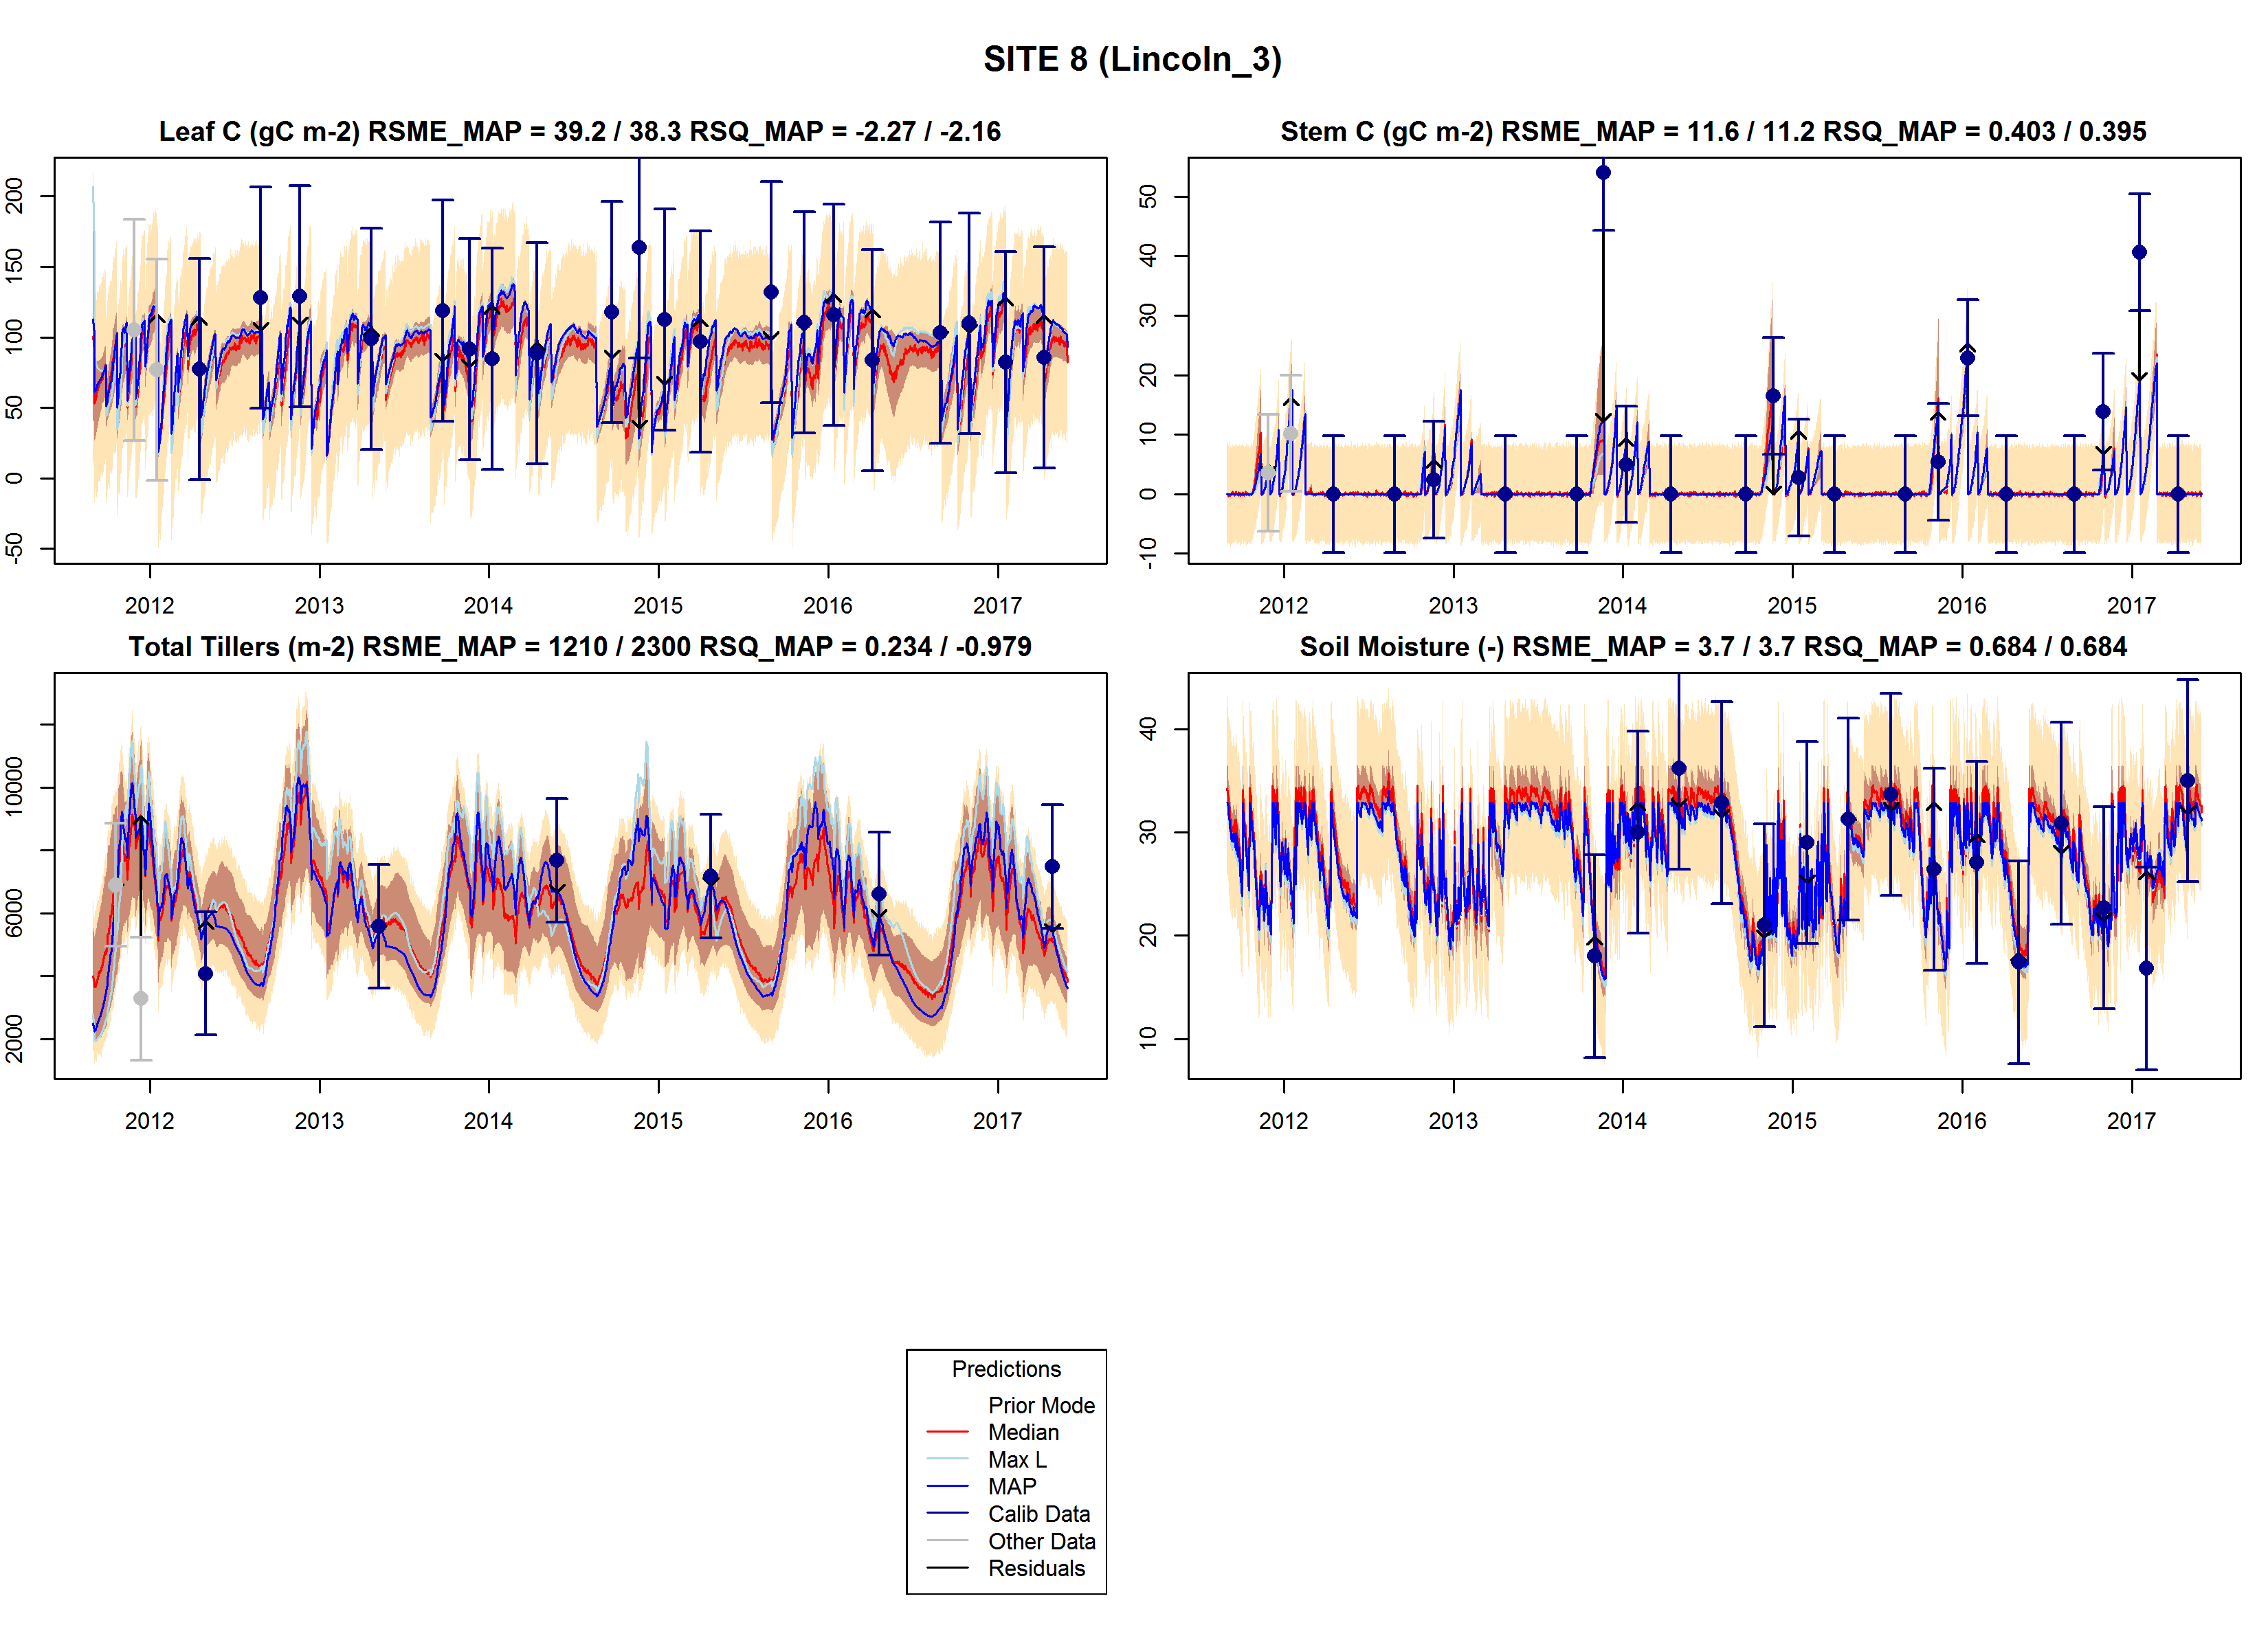 SITE 8 (Lincoln_3)
Leaf C (gC m-2) RSME_MAP = 39.2 / 38.3 RSQ_MAP = -2.27 / -2.16
200
150
100
50
0
-50
2012 2013 2014 2015 2016 2017
Stem C (gC m-2) RSME_MAP = 11.6 / 11.2 RSQ_MAP = 0.403 / 0.395
50
40
30
20
10
0
-10
2012 2013 2014 2015 2016 2017
Total Tillers (m-2) RSME_MAP = 1210 / 2300 RSQ_MAP = 0.234 / -0.979
10000
6000
2000
2012 2013 2014 2015 2016 2017
Soil Moisture (-) RSME_MAP = 3.7 / 3.7 RSQ_MAP = 0.684 / 0.684
40
30
20
10
2012 2013 2014 2015 2016 2017
Predictions
Prior Mode
Median
Max L
MAP
Calib Data
Other Data
Residuals